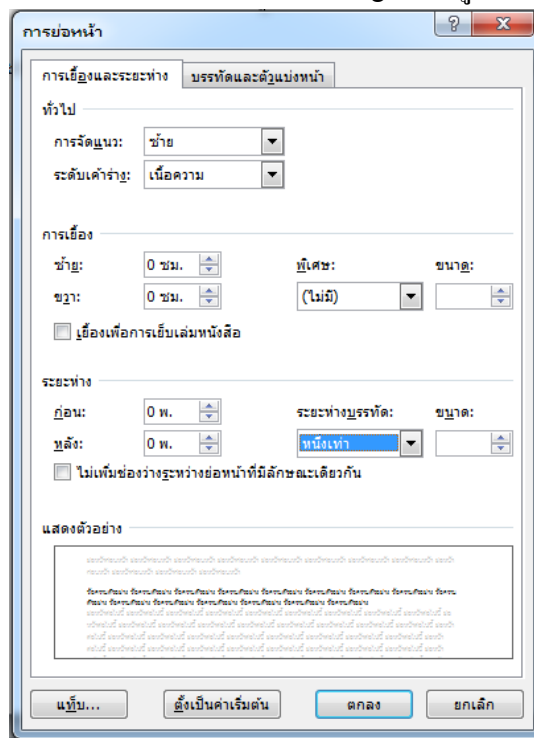 การย่อหน้า
การเยื้องและระยะห่าง บรรทัดและตัวแบ่งหน้า
ทั่วไป
การจัดแนว: ซ้าย
ระดับเค้าร่าง: เนื้อความ
การเยื้อง
ซ้าย: 0 ซม. พิเศษ: ขนาด:
ขวา: 0 ซม. (ไม่มี)
เยื้องเพื่อการเย็บเล่มหนังสือ
ระยะห่าง
ก่อน: 0 พ. ระยะห่างบรรทัด: ขนาด:
หลัง: 0 พ. หนึ่งเท่า
ไม่เพิ่มช่องว่างระหว่างย่อหน้าที่มีลักษณะเดียวกัน
แสดงตัวอย่าง
แท็บ... ตั้งเป็นค่าเริ่มต้น ตกลง ยกเลิก